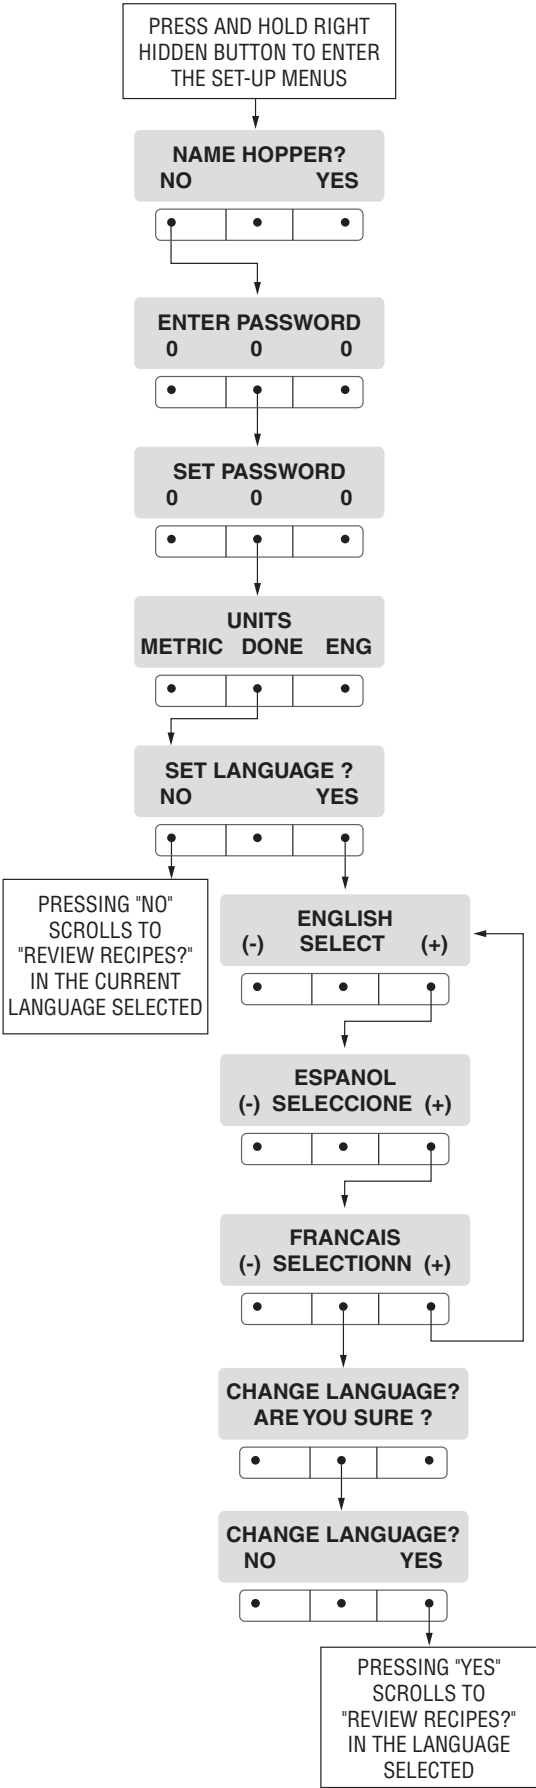 PRESS AND HOLD RIGHT
HIDDEN BUTTON TO ENTER
THE SET-UP MENUS
NAME HOPPER?
NO YES
ENTER PASSWORD
0 0 0
SET PASSWORD
0 0 0
UNITS
METRIC DONE ENG
SET LANGUAGE ?
NO YES
PRESSING "NO"
SCROLLS TO
"REVIEW RECIPES?"
IN THE CURRENT
LANGUAGE SELECTED
ENGLISH
(-) SELECT (+)
ESPANOL
(-) SELECCIONE (+)
FRANCAIS
(-) SELECTIONN (+)
CHANGE LANGUAGE?
ARE YOU SURE ?
CHANGE LANGUAGE?
NO YES
PRESSING "YES"
SCROLLS TO
"REVIEW RECIPES?"
IN THE LANGUAGE
SELECTED